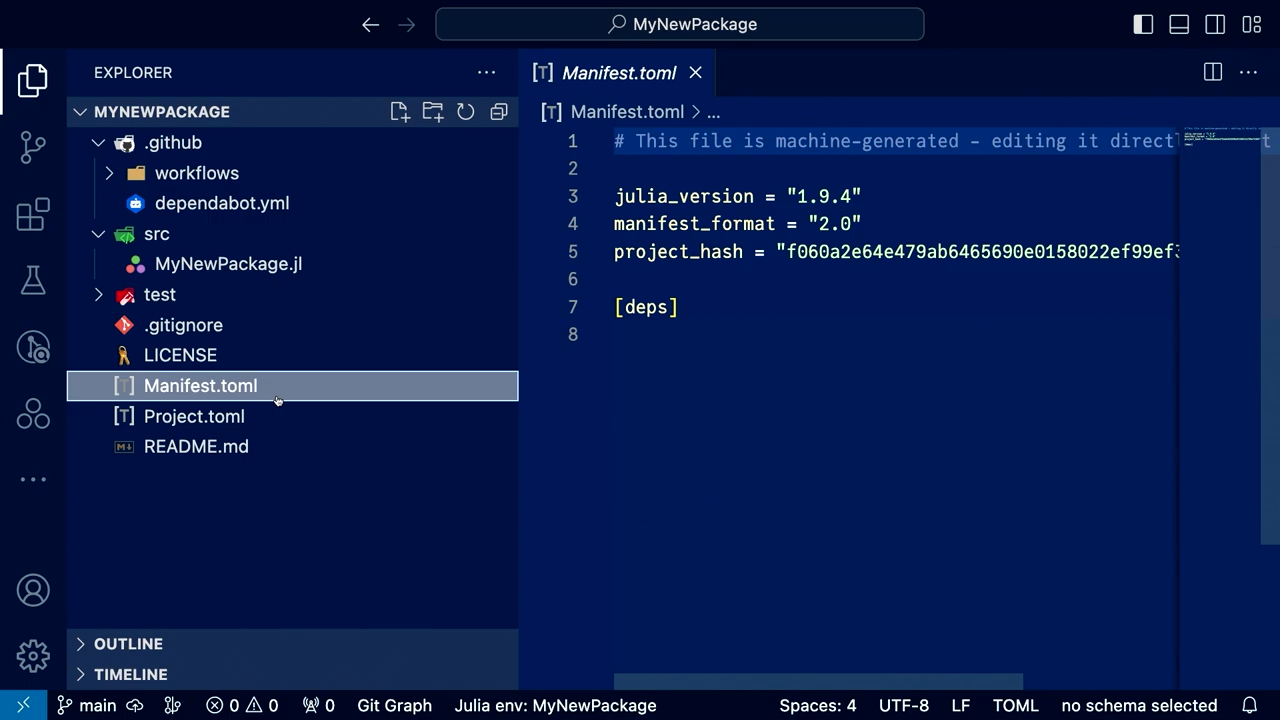 MyNewPackage
EXPLORER
MYNEWPACKAGE
.github
workflows
dependabot.yml
src
MyNewPackage.jl
test
.gitignore
LICENSE
Manifest.toml
Project.toml
README.md
OUTLINE
TIMELINE
[T] Manifest.toml
[T] Manifest.toml > ...
1 # This file is machine-generated - editing it direct
2
3 julia_version = "1.9.4"
4 manifest_format = "2.0"
5 project_hash = "f060a2e64e479ab6465690e0158022ef99ef3
6
7 [deps]
8
main 0 0 0 Git Graph Julia env: MyNewPackage Spaces: 4 UTF-8 LF TOML no schema selected